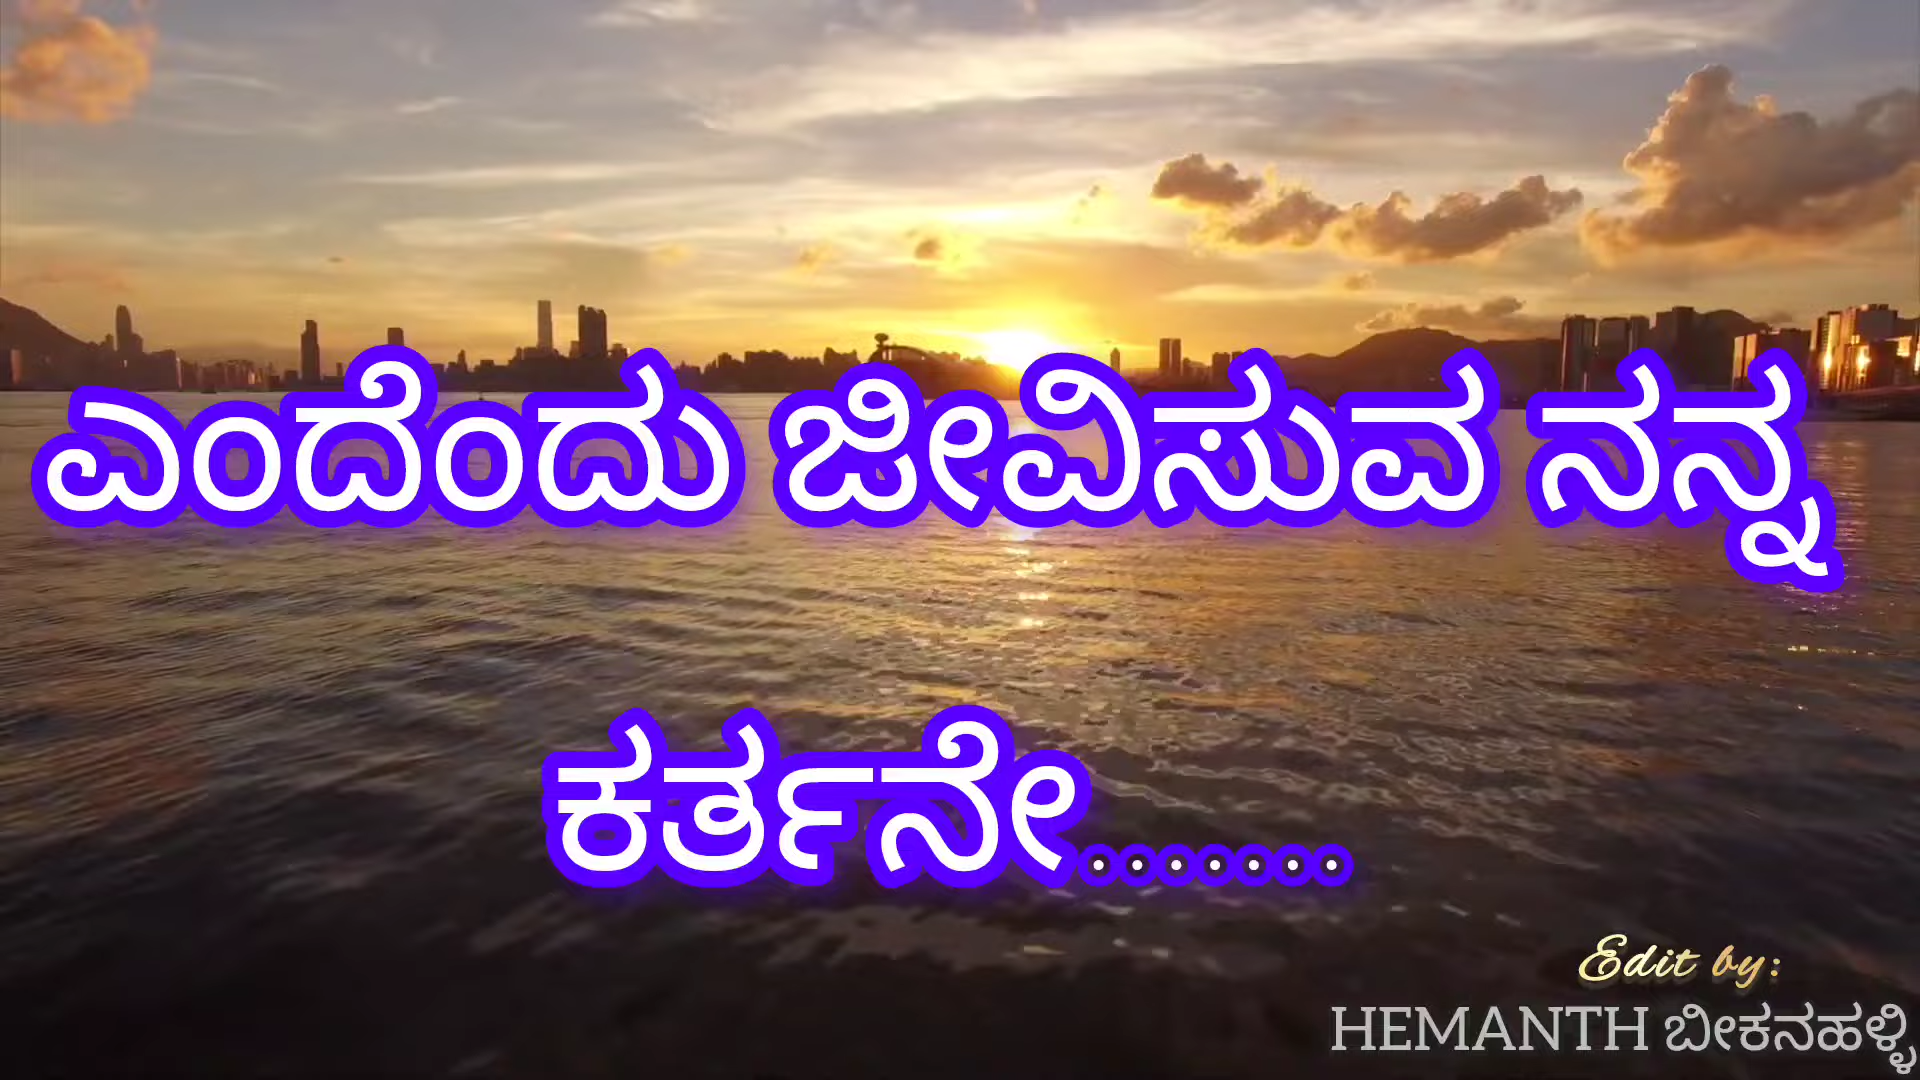 ಎಂದೆಂದು ಜೀವಿಸುವ ನನ್ನ
ಕರ್ತನೇ.......
Edit by:
HEMANTH ಬೀಕನಹಳ್ಳಿ